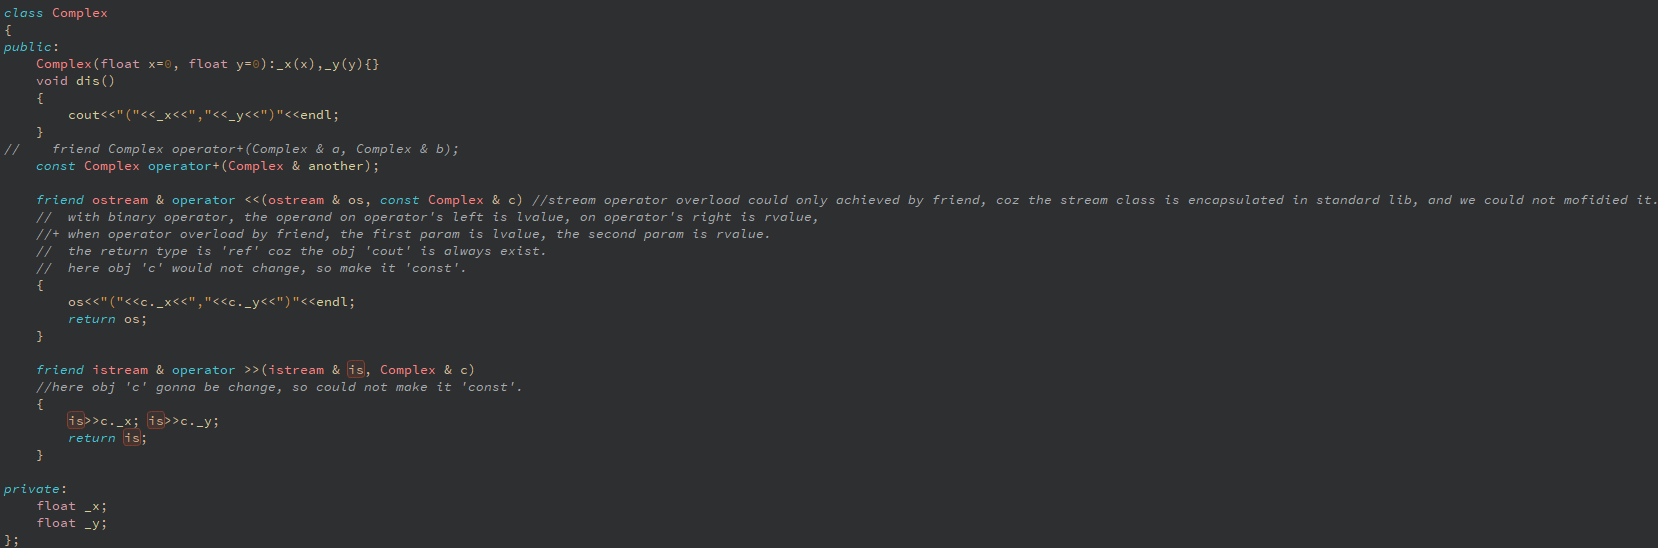 class Complex
{
public:
    Complex(float x=0, float y=0):_x(x),_y(y){}
    void dis()
    {
        cout<<"("<<_x<<","<<_y<<")"<<endl;
    }
//    friend Complex operator+(Complex & a, Complex & b);
    const Complex operator+(Complex & another);

    friend ostream & operator <<(ostream & os, const Complex & c) //stream operator overload could only achieved by friend, coz the stream class is encapsulated in standard lib, and we could not mofidied it.
    //  with binary operator, the operand on operator's left is lvalue, on operator's right is rvalue,
    //+ when operator overload by friend, the first param is lvalue, the second param is rvalue.
    //  the return type is 'ref' coz the obj 'cout' is always exist.
    //  here obj 'c' would not change, so make it 'const'.
    {
        os<<"("<<c._x<<","<<c._y<<")"<<endl;
        return os;
    }

    friend istream & operator >>(istream & is, Complex & c)
    //here obj 'c' gonna be change, so could not make it 'const'.
    {
        is>>c._x; is>>c._y;
        return is;
    }

private:
    float _x;
    float _y;
};